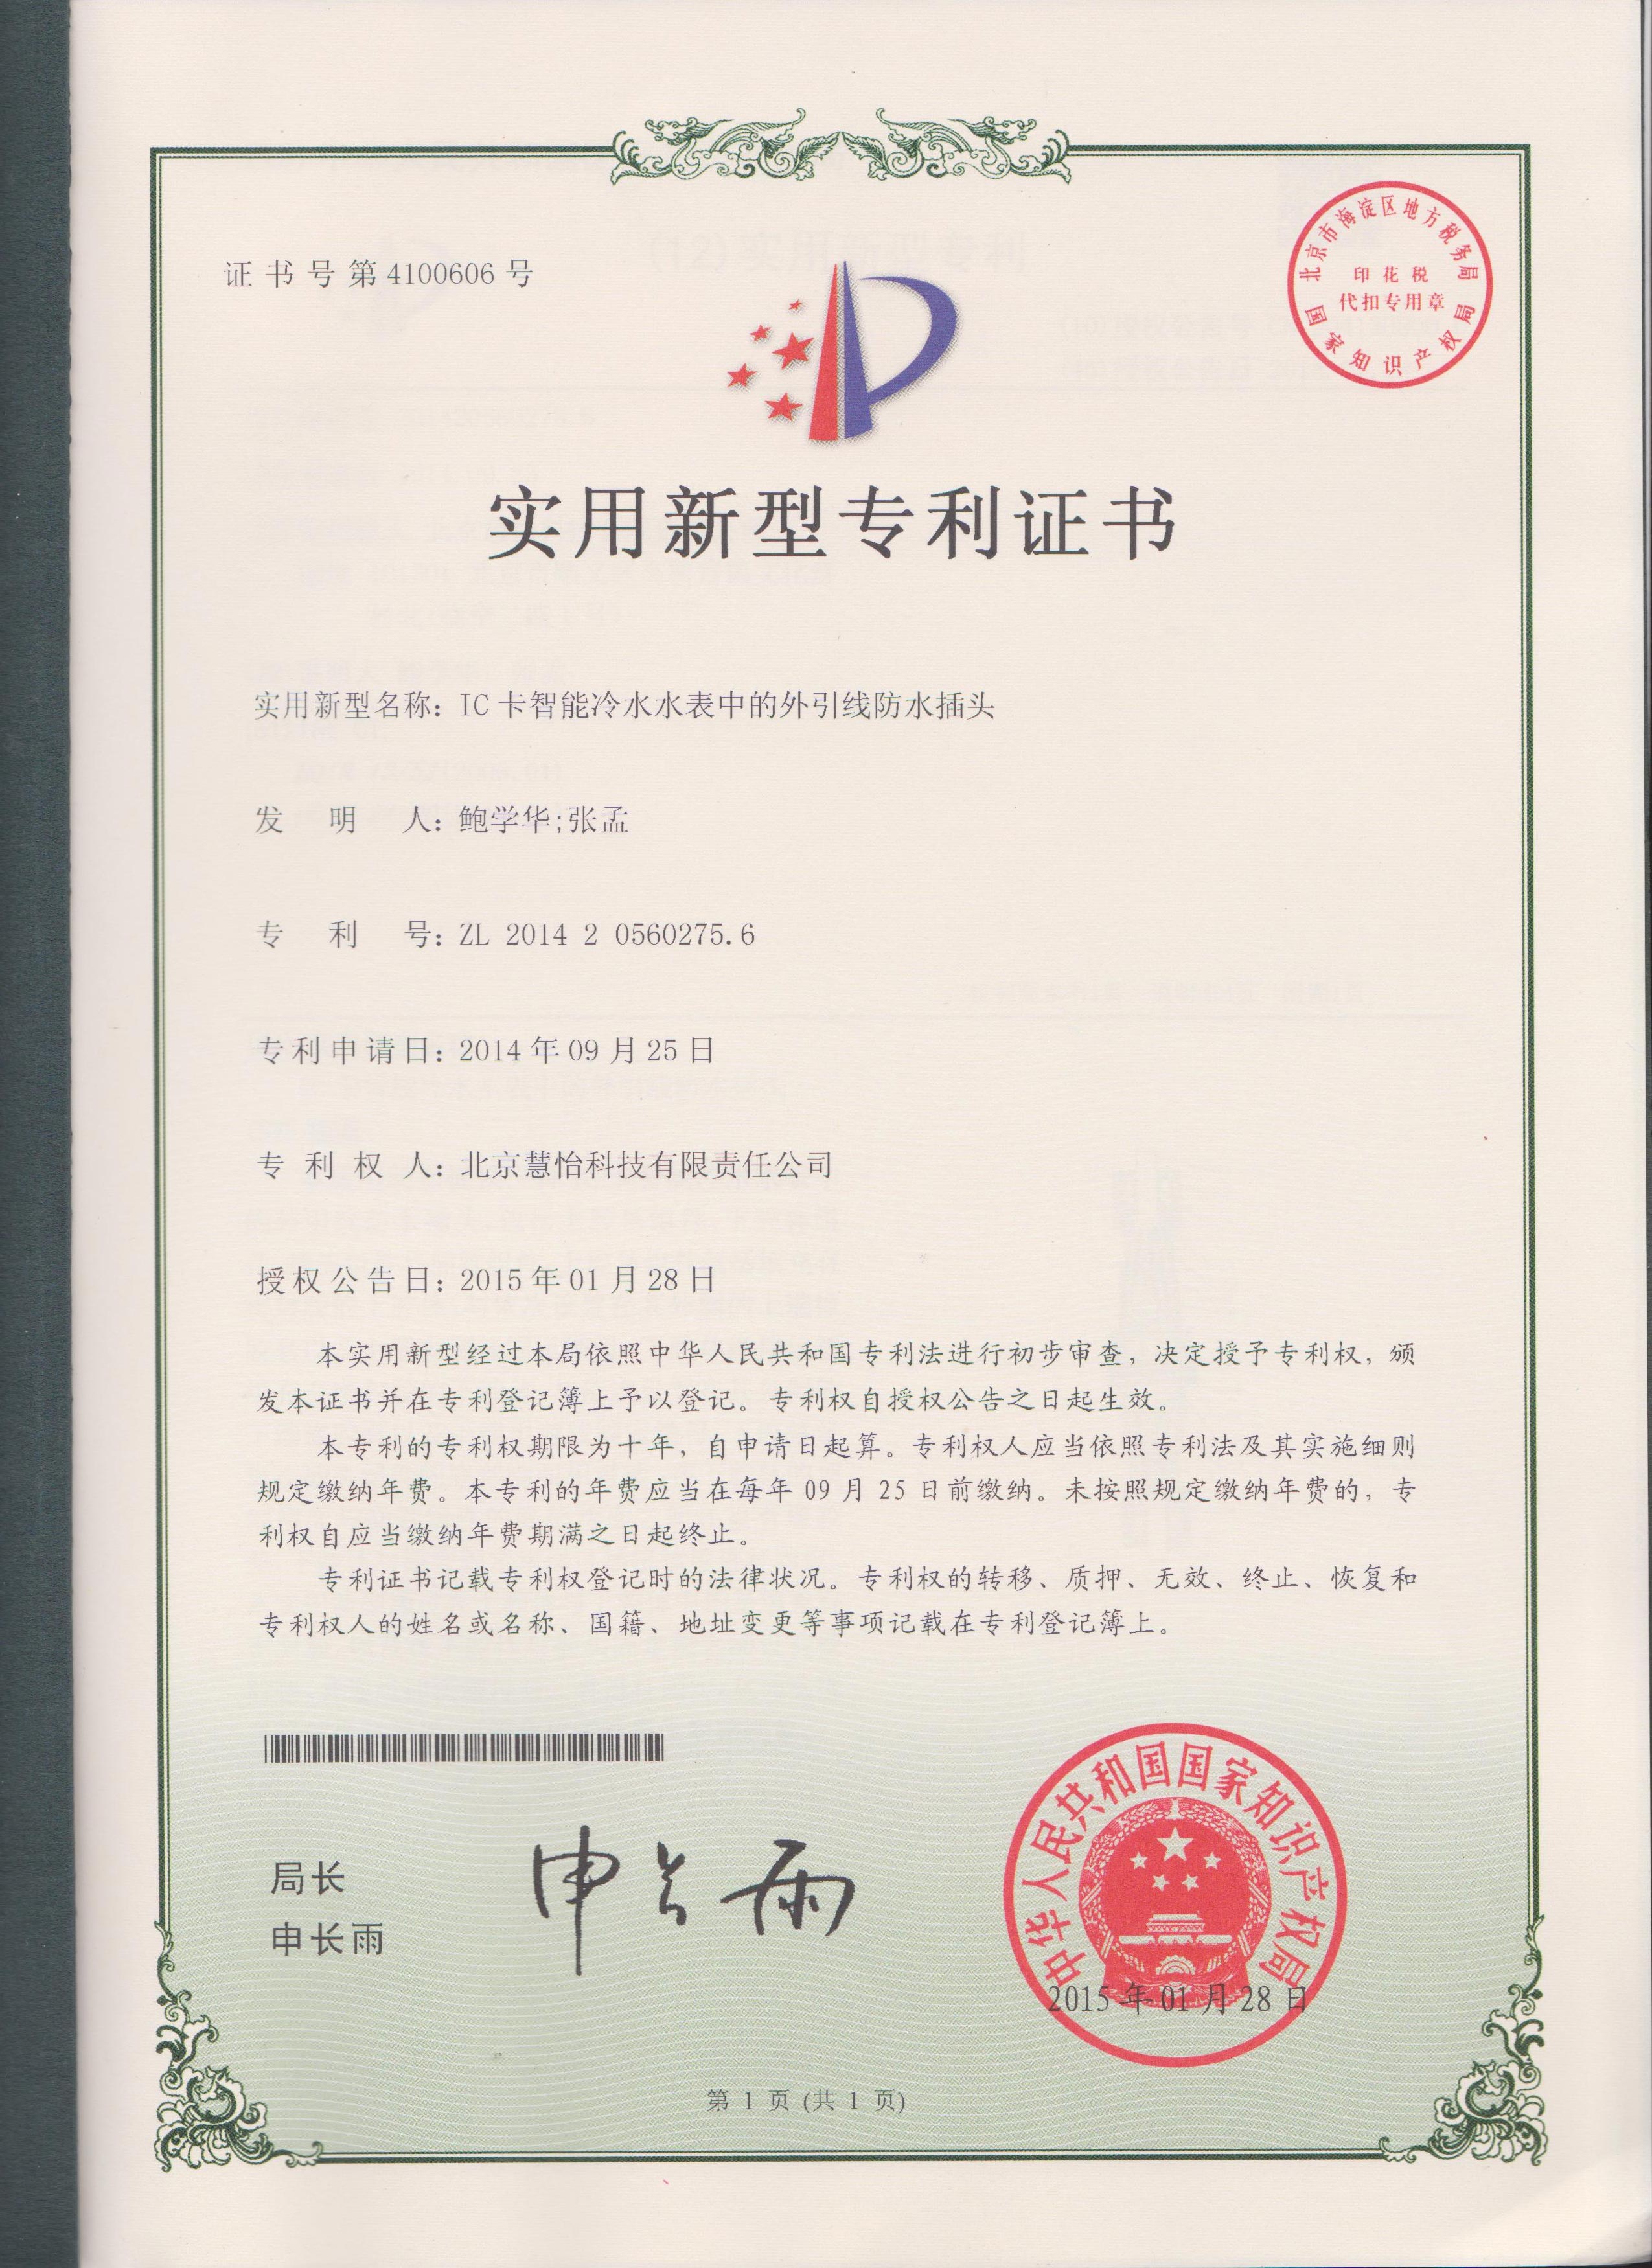 证书号第4100606号
北京市海淀区地方税务局
印花税
代扣专用章
国家知识产权局
实用新型专利证书
实用新型名称：IC卡智能冷水水表中的外引线防水插头
发明人：鲍学华;张孟
专利号：ZL 2014 2 0560275.6
专利申请日：2014年09月25日
专利权人：北京慧怡科技有限责任公司
授权公告日：2015年01月28日
本实用新型经过本局依照中华人民共和国专利法进行初步审查，决定授予专利权，颁
发本证书并在专利登记簿上予以登记。专利权自授权公告之日起生效。
本专利的专利权期限为十年，自申请日起算。专利权人应当依照专利法及其实施细则
规定缴纳年费。本专利的年费应当在每年09月25日前缴纳。未按照规定缴纳年费的，专
利权自应当缴纳年费期满之日起终止。
专利证书记载专利权登记时的法律状况。专利权的转移、质押、无效、终止、恢复和
专利权人的姓名或名称、国籍、地址变更等事项记载在专利登记簿上。
局长
申长雨
申长雨
中华人民共和国国家知识产权局
2015年01月28日
第 1 页 (共 1 页)